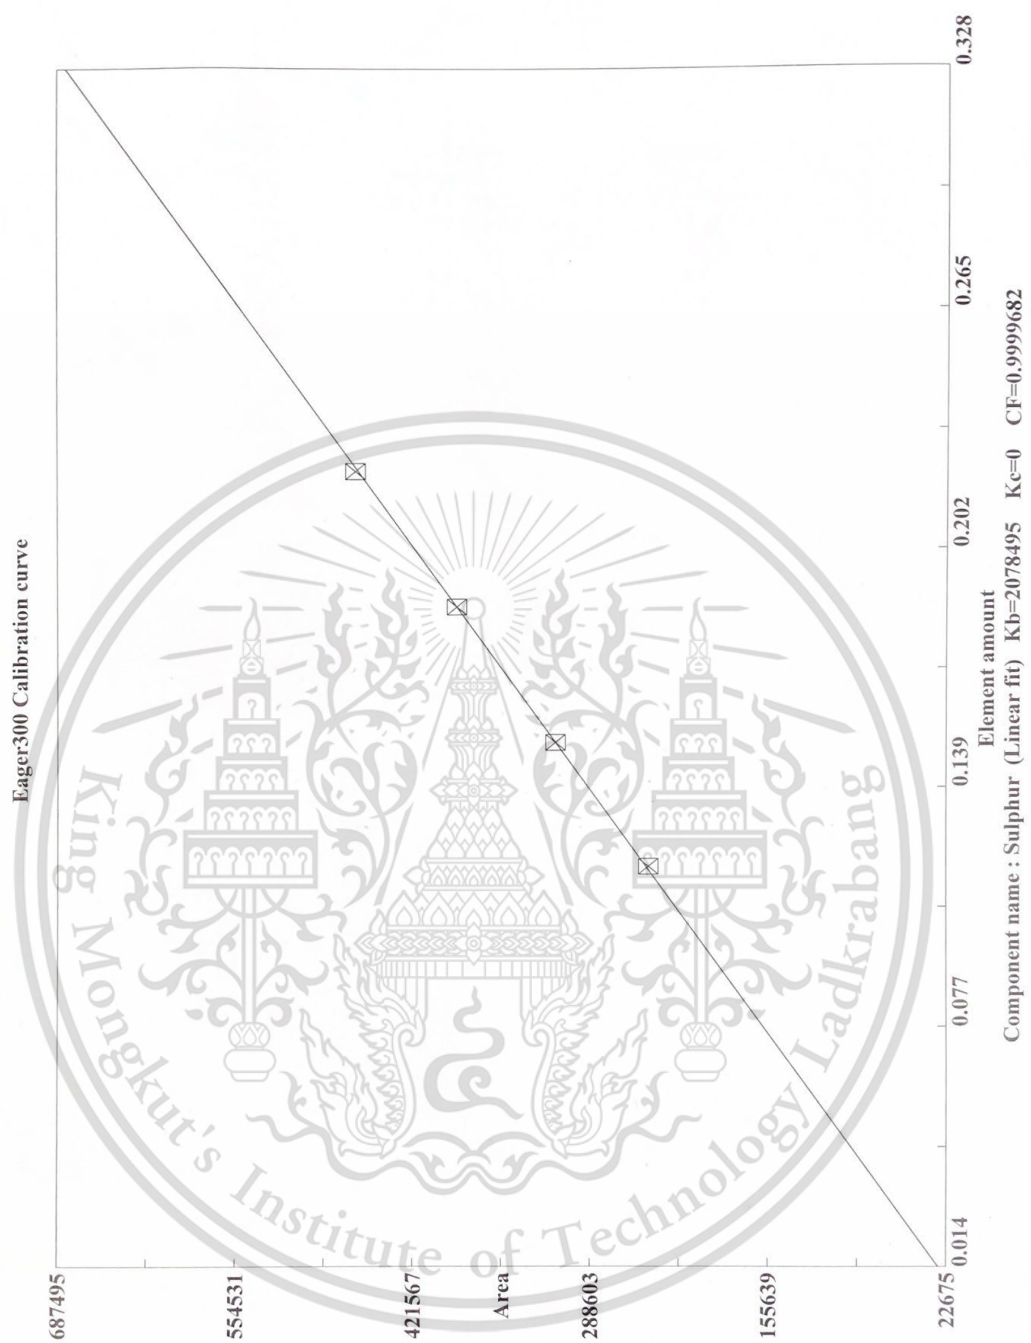 Eager300 Calibration curve
687495
554531
421567
Area
288603
155639
22675
0.014
0.077
0.139
0.202
0.265
0.328
Element amount
Component name : Sulphur (Linear fit) Kb=2078495 Kc=0 CF=0.9999682
King Mongkut's Institute of Technology Ladkrabang